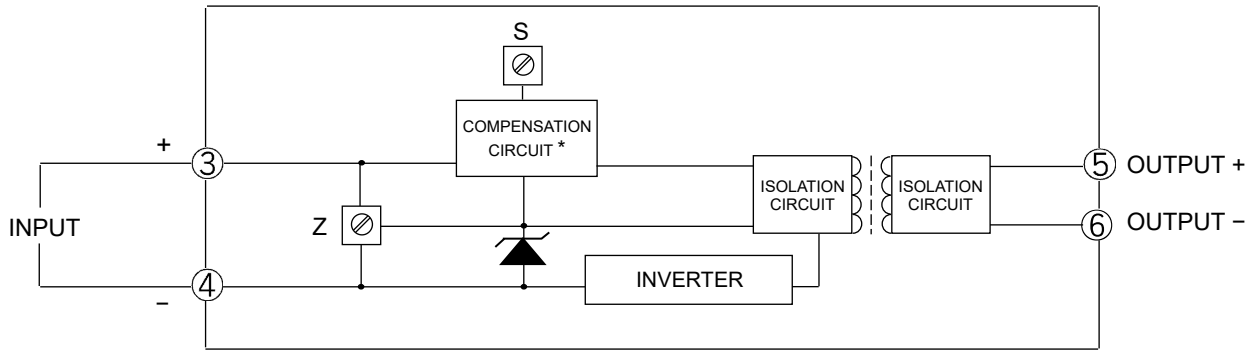 S
COMPENSATION
CIRCUIT *
+
3
5 OUTPUT +
ISOLATION
CIRCUIT
ISOLATION
CIRCUIT
INPUT
Z
6 OUTPUT −
INVERTER
4
−